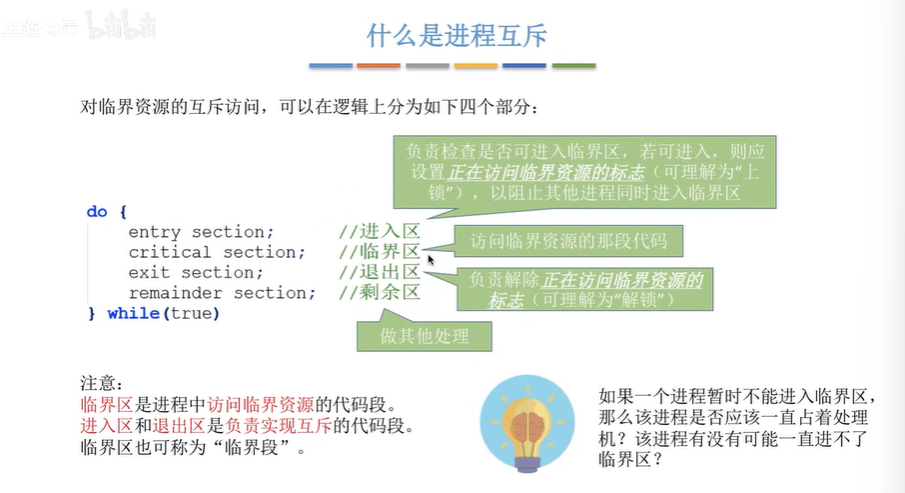 什么是进程互斥
对临界资源的互斥访问，可以在逻辑上分为如下四个部分：
负责检查是否可进入临界区，若可进入，则应
设置正在访问临界资源的标志（可理解为“上
锁”），以阻止其他进程同时进入临界区
do {
entry section; //进入区
critical section; //临界区
exit section; //退出区
remainder section; //剩余区
} while(true)
访问临界资源的那段代码
负责解除正在访问临界资源的
标志（可理解为“解锁”）
做其他处理
注意：
临界区是进程中访问临界资源的代码段。
进入区和退出区是负责实现互斥的代码段。
临界区也可称为“临界段”。
如果一个进程暂时不能进入临界区，
那么该进程是否应该一直占着处理
机？该进程有没有可能一直进不了
临界区？